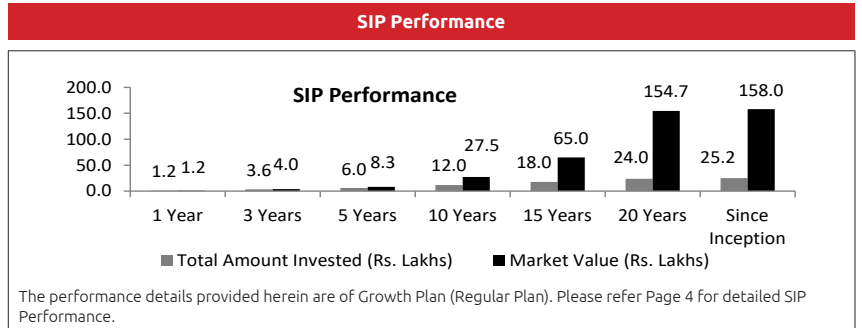 SIP Performance
SIP Performance
200.0
150.0
100.0
50.0
0.0
1.2 1.2
3.6 4.0
6.0 8.3
12.0 27.5
18.0 65.0
24.0 154.7
25.2 158.0
1 Year 3 Years 5 Years 10 Years 15 Years 20 Years Since
Inception
Total Amount Invested (Rs. Lakhs) Market Value (Rs. Lakhs)
The performance details provided herein are of Growth Plan (Regular Plan). Please refer Page 4 for detailed SIP
Performance.